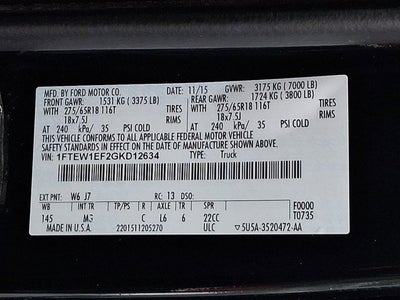 MFD. BY FORD MOTOR CO. 11/15 GVWR: 3175 KG ( 7000 LB)
FRONT GAWR: 1531 KG ( 3375 LB) REAR GAWR: 1724 KG ( 3800 LB)
275/65R18 116T TIRES 275/65R18 116T TIRES
18x7.5J RIMS 18x7.5J RIMS
AT 240 kPa/ 35 PSI COLD AT 240 kPa/ 35 PSI COLD
THIS VEHICLE CONFORMS TO ALL APPLICABLE FEDERAL MOTOR VEHICLE
SAFETY STANDARDS IN EFFECT ON THE DATE OF MANUFACTURE SHOWN ABOVE.
VIN: 1FTEW1EF2GKD12634 TYPE: Truck
EXT PNT: W6 J7 RC: 13 DSO: F0000
WB INT TR TP/PS R AXLE TR SPR T0735
145 MG C L6 6 22CC
MADE IN U.S.A. 2201511205270 ULC 5U5A-3520472-AA